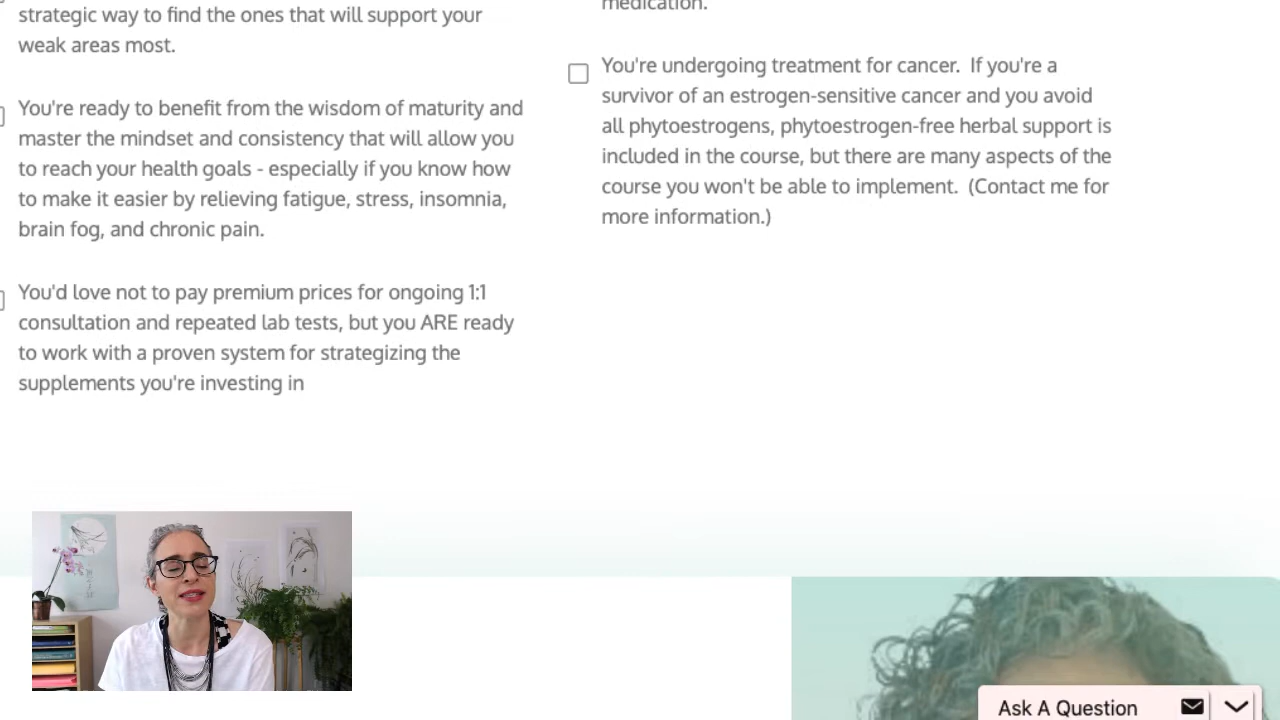 strategic way to find the ones that will support your
weak areas most.
You're ready to benefit from the wisdom of maturity and
master the mindset and consistency that will allow you
to reach your health goals - especially if you know how
to make it easier by relieving fatigue, stress, insomnia,
brain fog, and chronic pain.
You'd love not to pay premium prices for ongoing 1:1
consultation and repeated lab tests, but you ARE ready
to work with a proven system for strategizing the
supplements you're investing in
medication.
You're undergoing treatment for cancer.  If you're a
survivor of an estrogen-sensitive cancer and you avoid
all phytoestrogens, phytoestrogen-free herbal support is
included in the course, but there are many aspects of the
course you won't be able to implement.  (Contact me for
more information.)
Ask A Question